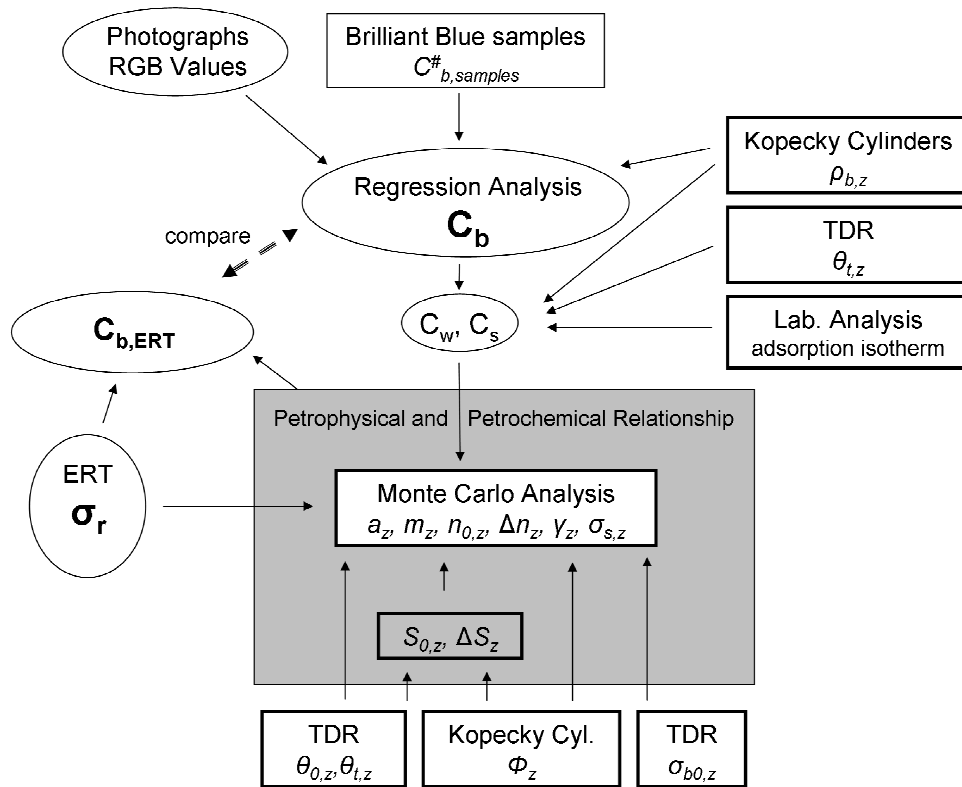 Photographs
RGB Values
Brilliant Blue samples
C#b,samples
Kopecky Cylinders
ρb,z
Regression Analysis
Cb
TDR
θt,z
compare
Cb,ERT
Cw, Cs
Lab. Analysis
adsorption isotherm
Petrophysical and Petrochemical Relationship
ERT
σr
Monte Carlo Analysis
az, mz, n0,z, Δnz, γz, σs,z
S0,z, ΔSz
TDR
θ0,z,θt,z
Kopecky Cyl.
Φz
TDR
σb0,z